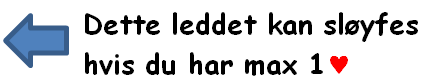 Dette leddet kan sløyfes
hvis du har max 1♥